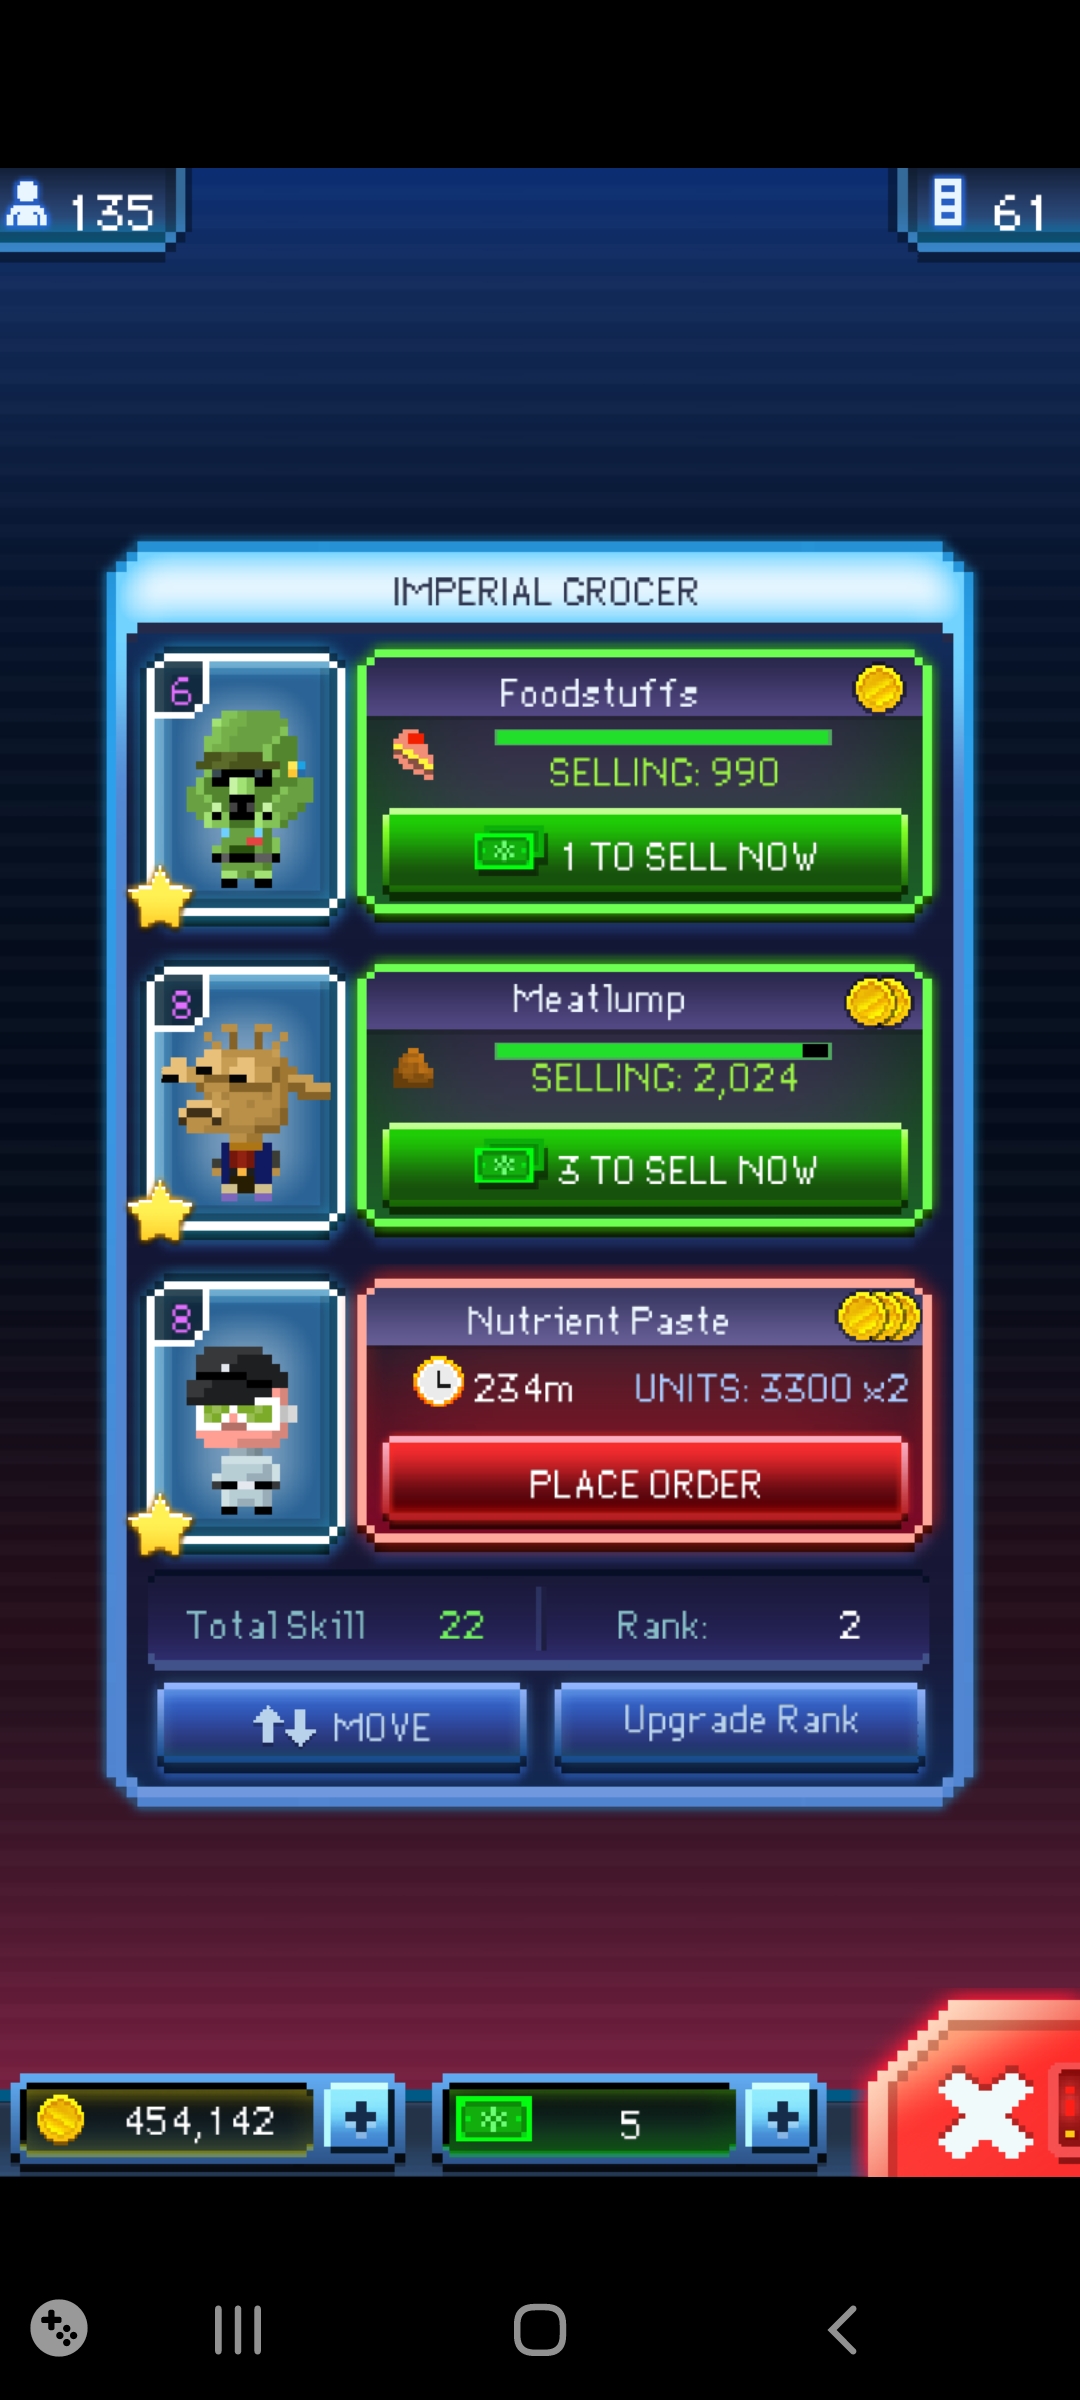 135
61
IMPERIAL GROCER
6
Foodstuffs
SELLING: 990
1 TO SELL NOW
8
Meatlump
SELLING: 2,024
3 TO SELL NOW
8
Nutrient Paste
234m UNITS: 3300 x2
PLACE ORDER
Total Skill 22 Rank: 2
MOVE Upgrade Rank
454,142 5